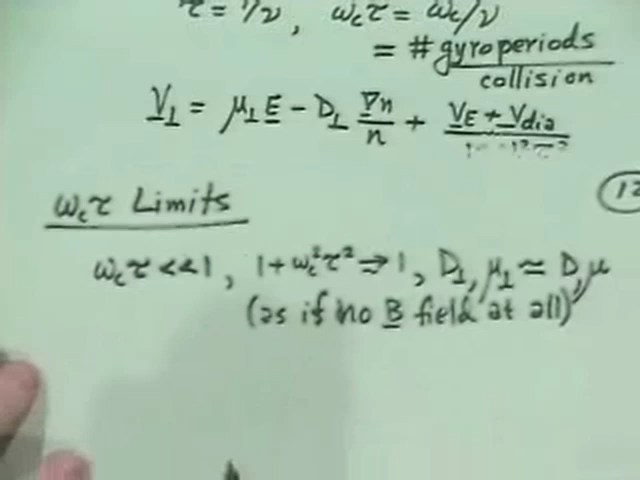 τ = 1/ν, ω_cτ = ω_c/ν
= # gyroperiods / collision
V_⊥ = μ_⊥ E − D_⊥ ∇n/n + (V_E + V_dia)/
ω_cτ Limits
ω_cτ << 1, 1 + ω_c²τ² ⇒ 1, D_⊥, μ_⊥ ≈ D, μ
(as if no B field at all)